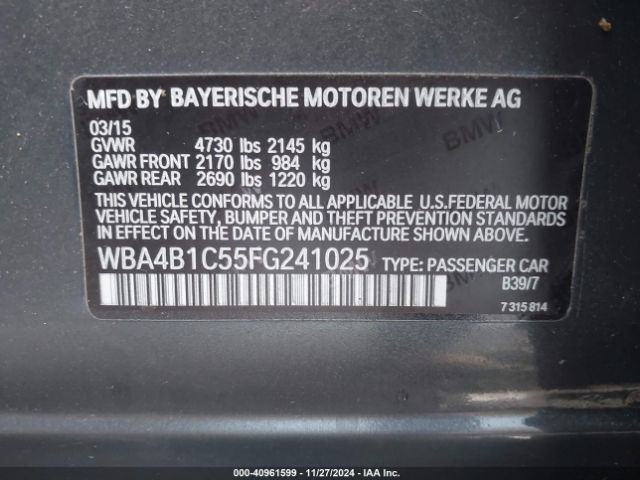 MFD BY BAYERISCHE MOTOREN WERKE AG
03/15
GVWR 4730 lbs 2145 kg
GAWR FRONT 2170 lbs 984 kg
GAWR REAR 2690 lbs 1220 kg
THIS VEHICLE CONFORMS TO ALL APPLICABLE U.S.FEDERAL MOTOR
VEHICLE SAFETY, BUMPER AND THEFT PREVENTION STANDARDS
IN EFFECT ON THE DATE OF MANUFACTURE SHOWN ABOVE.
WBA4B1C55FG241025 TYPE: PASSENGER CAR
B39/7
7 315 814
000-40961599 — 11/27/2024 — IAA Inc.